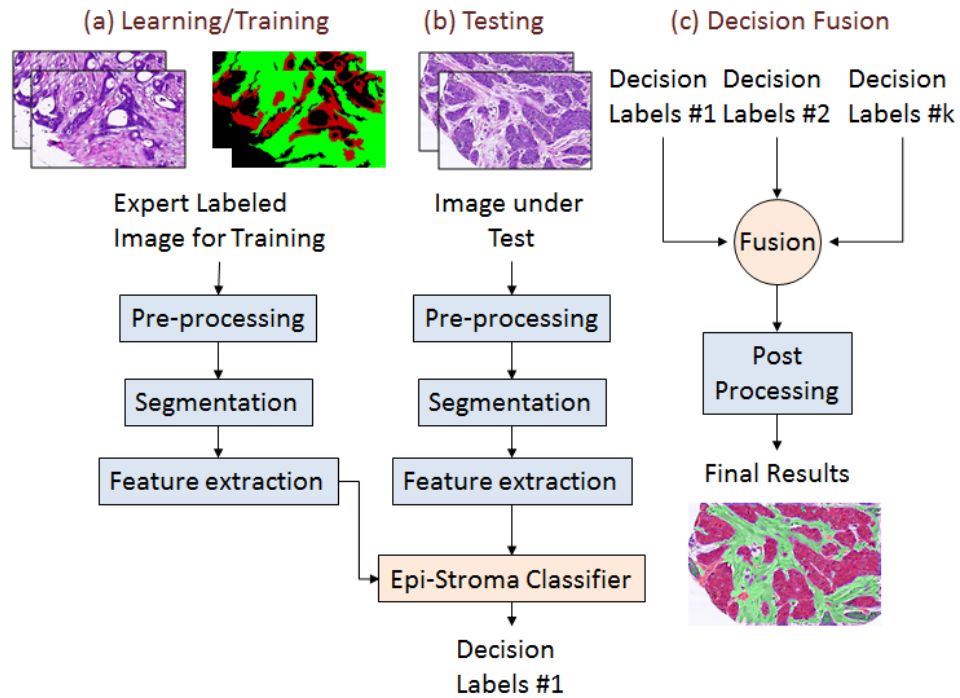 (a) Learning/Training
Expert Labeled
Image for Training
Pre-processing
Segmentation
Feature extraction
(b) Testing
Image under
Test
Pre-processing
Segmentation
Feature extraction
Epi-Stroma Classifier
Decision
Labels #1
(c) Decision Fusion
Decision
Labels #1
Decision
Labels #2
Decision
Labels #k
Fusion
Post
Processing
Final Results